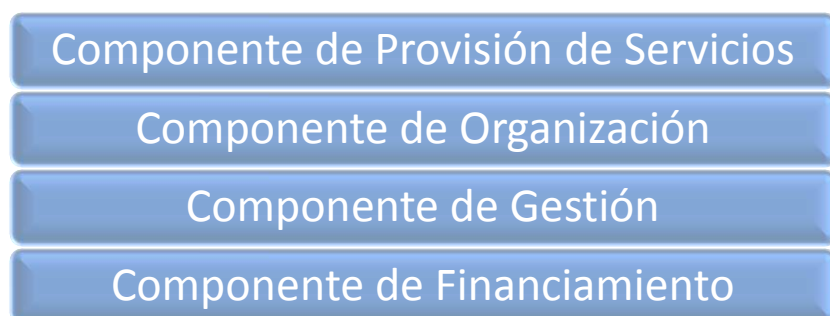 Componente de Provisión de Servicios
Componente de Organización
Componente de Gestión
Componente de Financiamiento